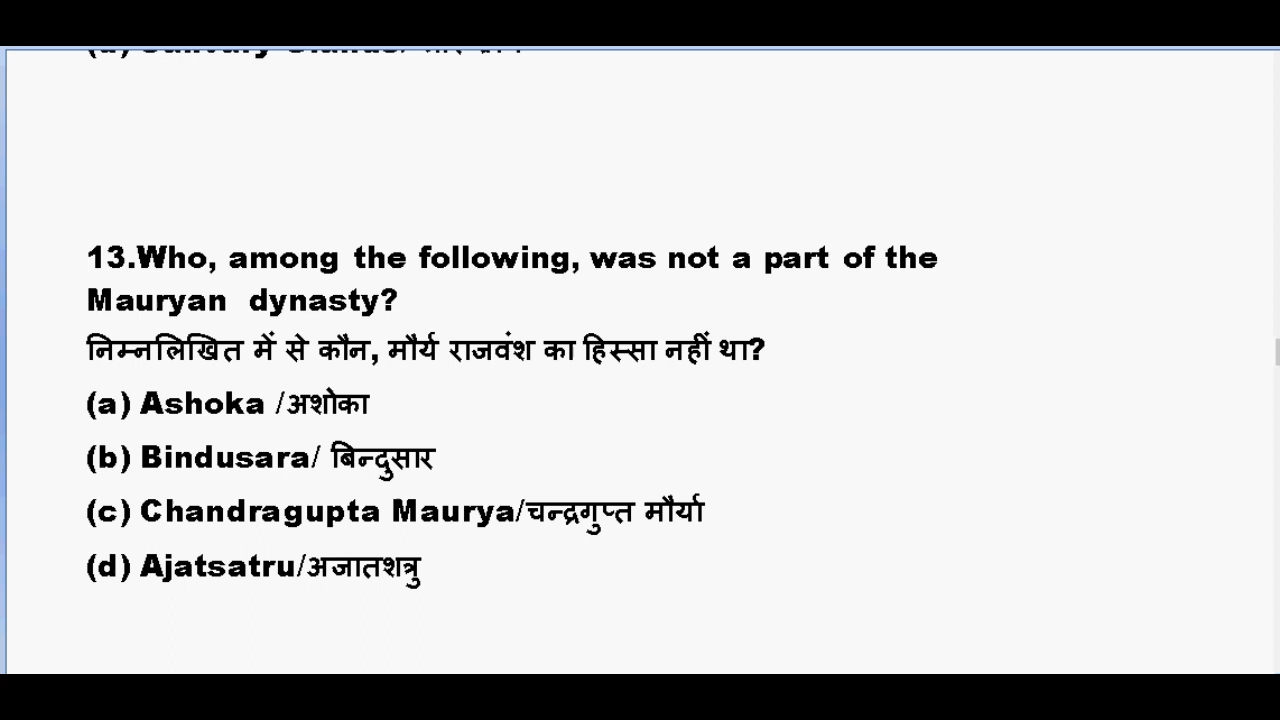 13.Who, among the following, was not a part of the
Mauryan dynasty?
निम्नलिखित में से कौन, मौर्य राजवंश का हिस्सा नहीं था?
(a) Ashoka /अशोका
(b) Bindusara/ बिन्दुसार
(c) Chandragupta Maurya/चन्द्रगुप्त मौर्या
(d) Ajatsatru/अजातशत्रु